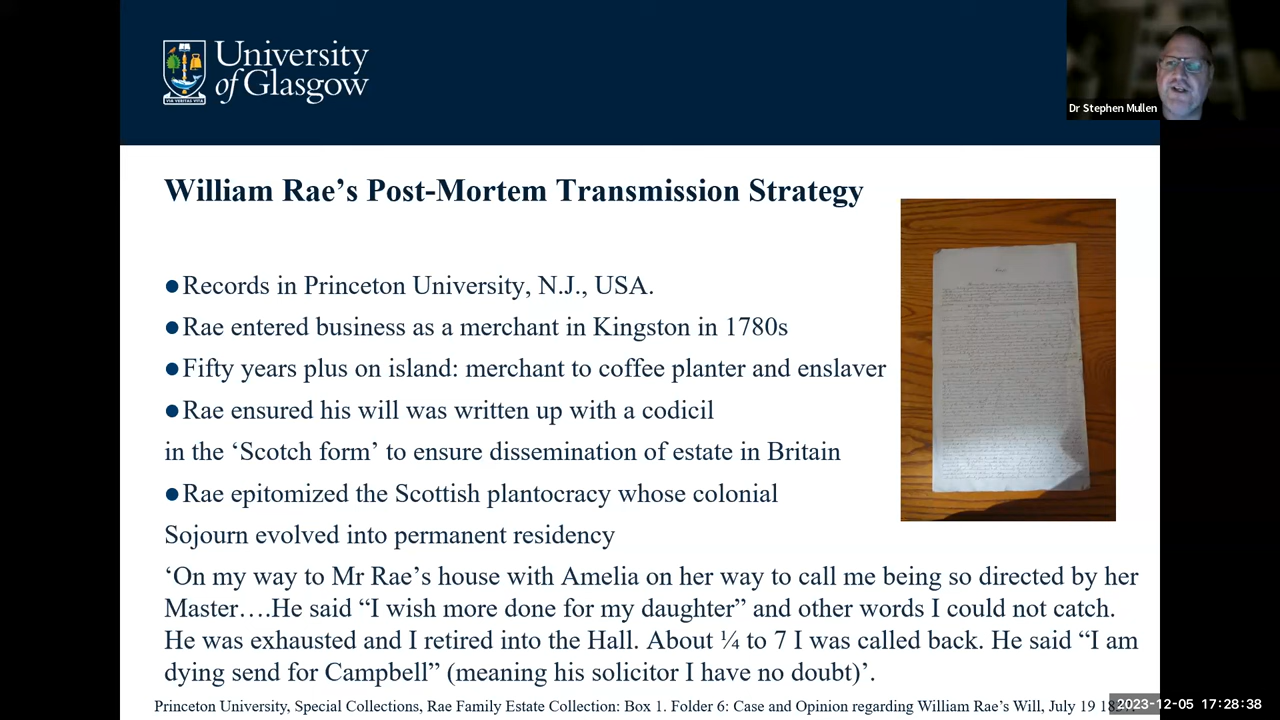 University
of Glasgow
VIA VERITAS VITA
Dr Stephen Mullen
William Rae’s Post-Mortem Transmission Strategy
●Records in Princeton University, N.J., USA.
●Rae entered business as a merchant in Kingston in 1780s
●Fifty years plus on island: merchant to coffee planter and enslaver
●Rae ensured his will was written up with a codicil
in the ‘Scotch form’ to ensure dissemination of estate in Britain
●Rae epitomized the Scottish plantocracy whose colonial
Sojourn evolved into permanent residency
‘On my way to Mr Rae’s house with Amelia on her way to call me being so directed by her
Master….He said “I wish more done for my daughter” and other words I could not catch.
He was exhausted and I retired into the Hall. About ¼ to 7 I was called back. He said “I am
dying send for Campbell” (meaning his solicitor I have no doubt)’.
Princeton University, Special Collections, Rae Family Estate Collection: Box 1. Folder 6: Case and Opinion regarding William Rae’s Will, July 19
2023-12-05 17:28:38